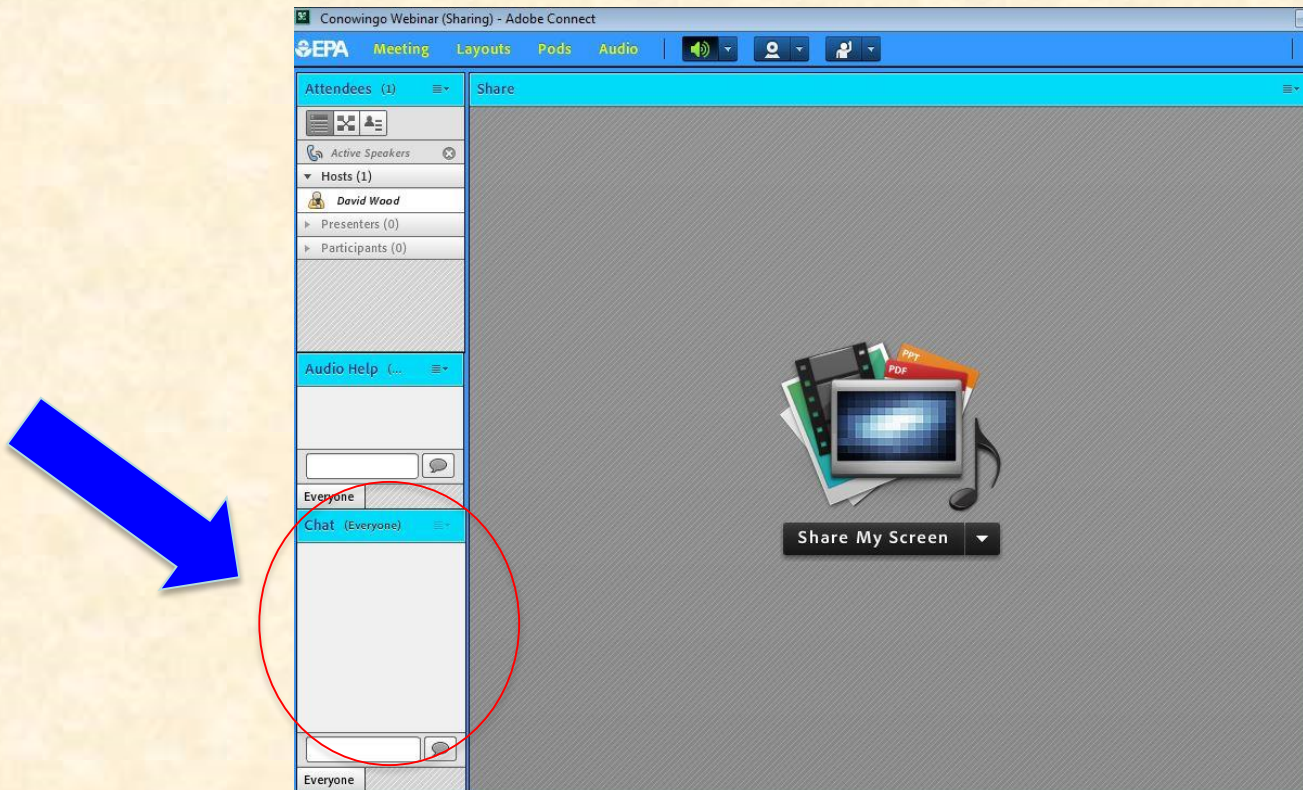 Conowingo Webinar (Sharing) - Adobe Connect
EPA Meeting Layouts Pods Audio
Attendees (1)
Active Speakers
Hosts (1)
David Wood
Presenters (0)
Participants (0)
Audio Help (...
Everyone
Chat (Everyone)
Everyone
Share
PPT
PDF
Share My Screen